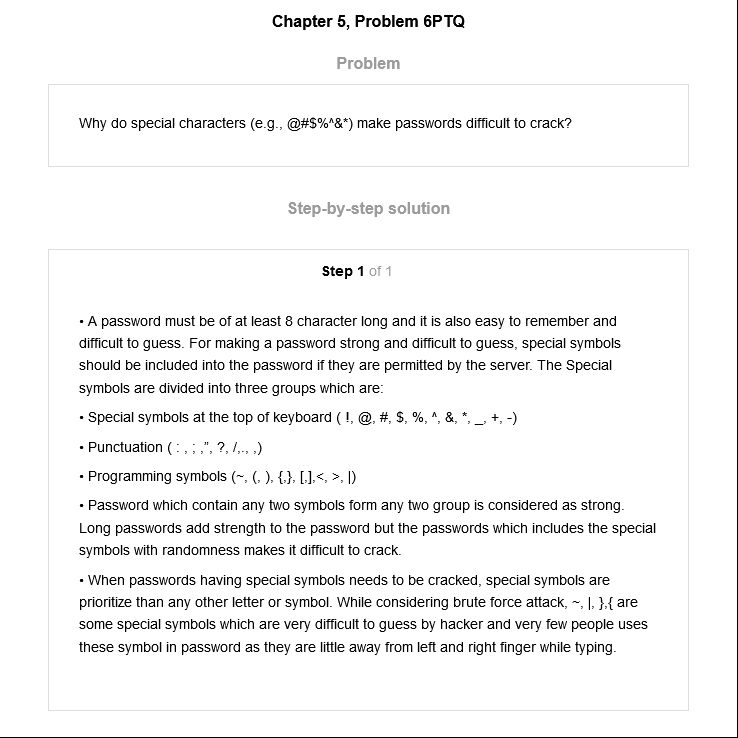 Chapter 5, Problem 6PTQ
Problem
Why do special characters (e.g., @#$%^&*) make passwords difficult to crack?
Step-by-step solution
Step 1 of 1
• A password must be of at least 8 character long and it is also easy to remember and
difficult to guess. For making a password strong and difficult to guess, special symbols
should be included into the password if they are permitted by the server. The Special
symbols are divided into three groups which are:
• Special symbols at the top of keyboard ( !, @, #, $, %, ^, &, *, _, +, -)
• Punctuation ( : , ; ,”, ?, /,., ,)
• Programming symbols (~, (, ), {,}, [,],<, >, |)
• Password which contain any two symbols form any two group is considered as strong.
Long passwords add strength to the password but the passwords which includes the special
symbols with randomness makes it difficult to crack.
• When passwords having special symbols needs to be cracked, special symbols are
prioritize than any other letter or symbol. While considering brute force attack, ~, |, },{ are
some special symbols which are very difficult to guess by hacker and very few people uses
these symbol in password as they are little away from left and right finger while typing.